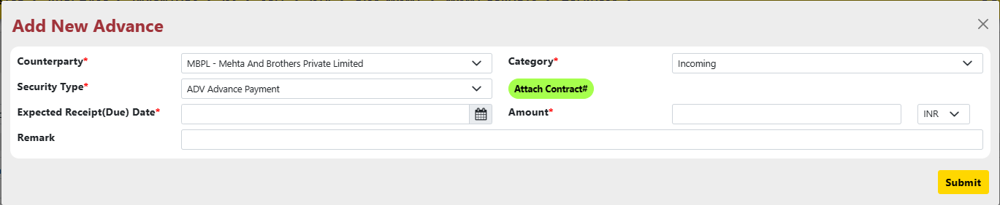 Add New Advance
Counterparty* MBPL - Mehta And Brothers Private Limited Category* Incoming
Security Type* ADV Advance Payment Attach Contract#
Expected Receipt(Due) Date* Amount* INR
Remark
Submit